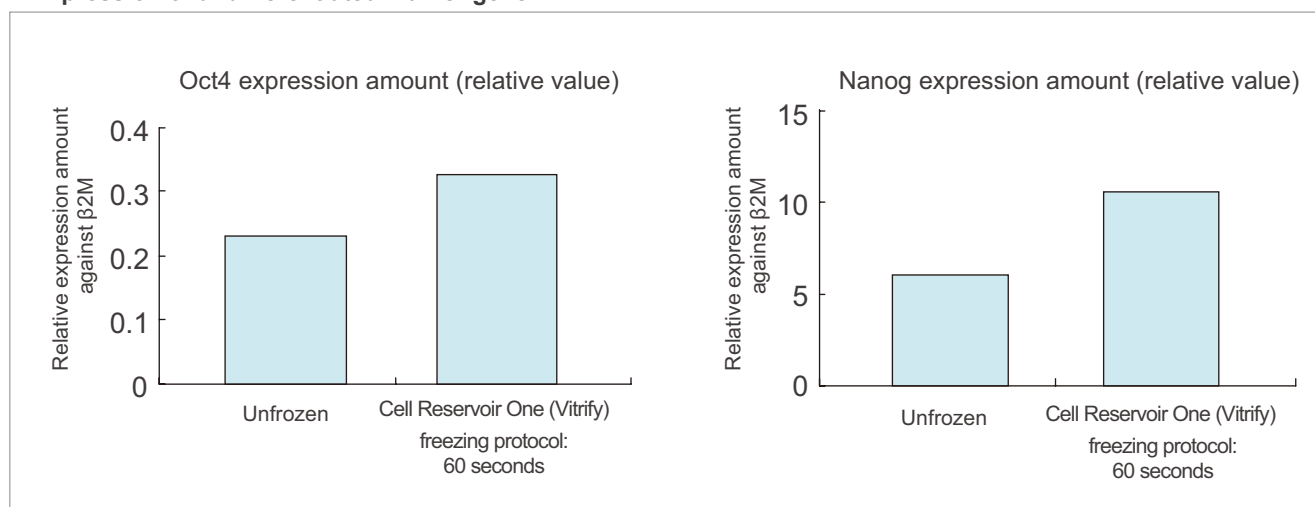 Oct4 expression amount (relative value)
Relative expression amount
against β2M
0.4
0.3
0.2
0.1
0
Unfrozen
Cell Reservoir One (Vitrify)
freezing protocol:
60 seconds
Nanog expression amount (relative value)
Relative expression amount
against β2M
15
10
5
0
Unfrozen
Cell Reservoir One (Vitrify)
freezing protocol:
60 seconds